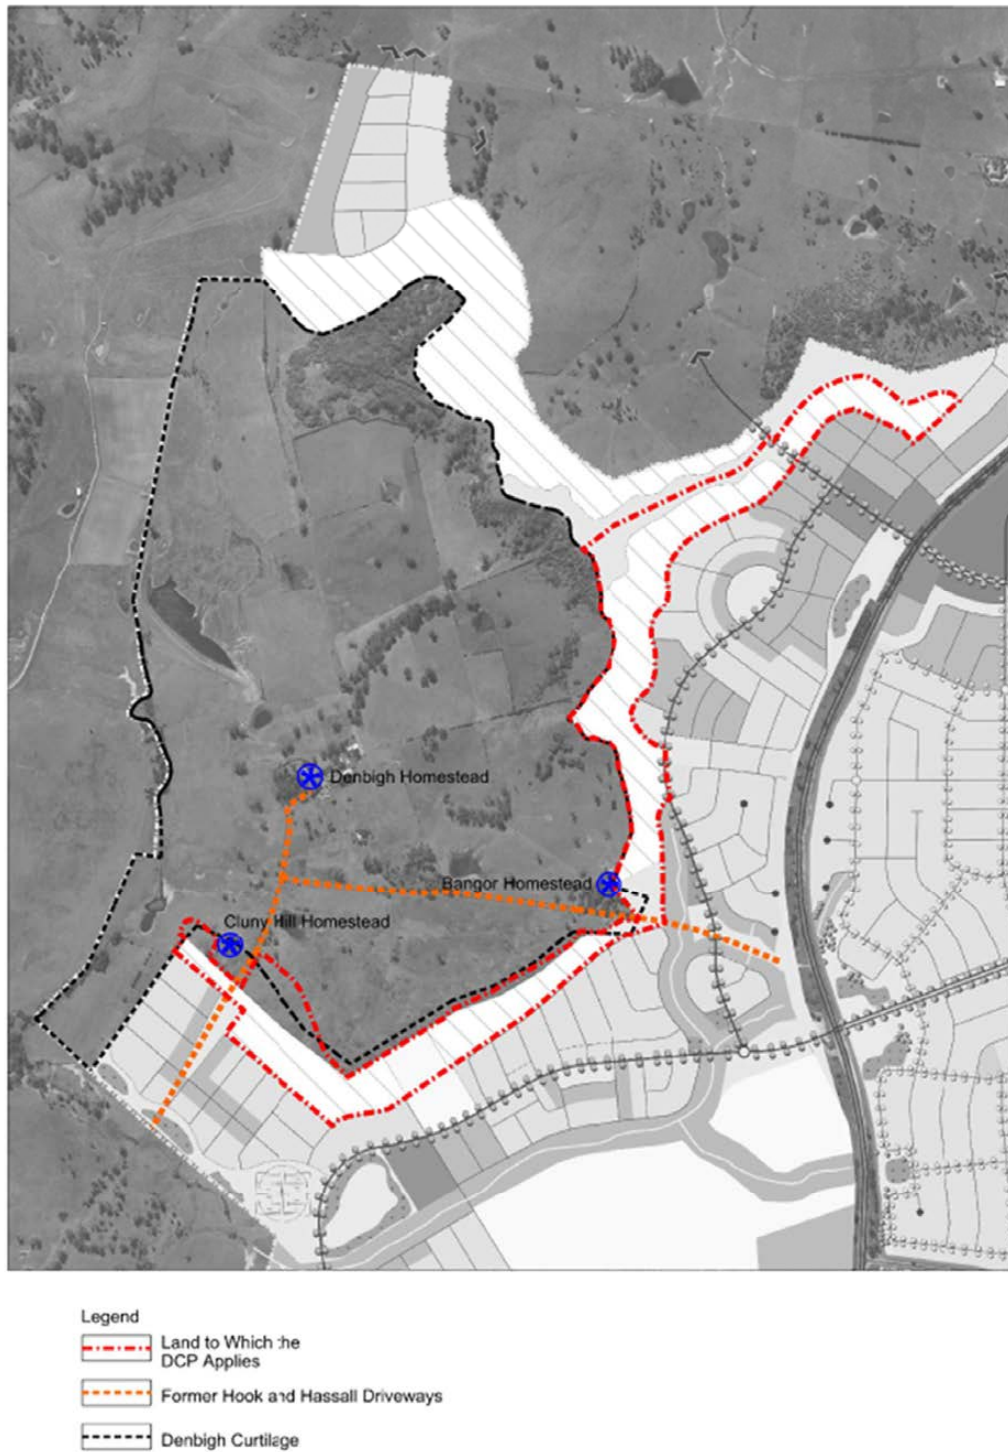 Denbigh Homestead
Bangor Homestead
Cluny Hill Homestead
Legend
Land to Which the
DCP Applies
Former Hook and Hassall Driveways
Denbigh Curtilage